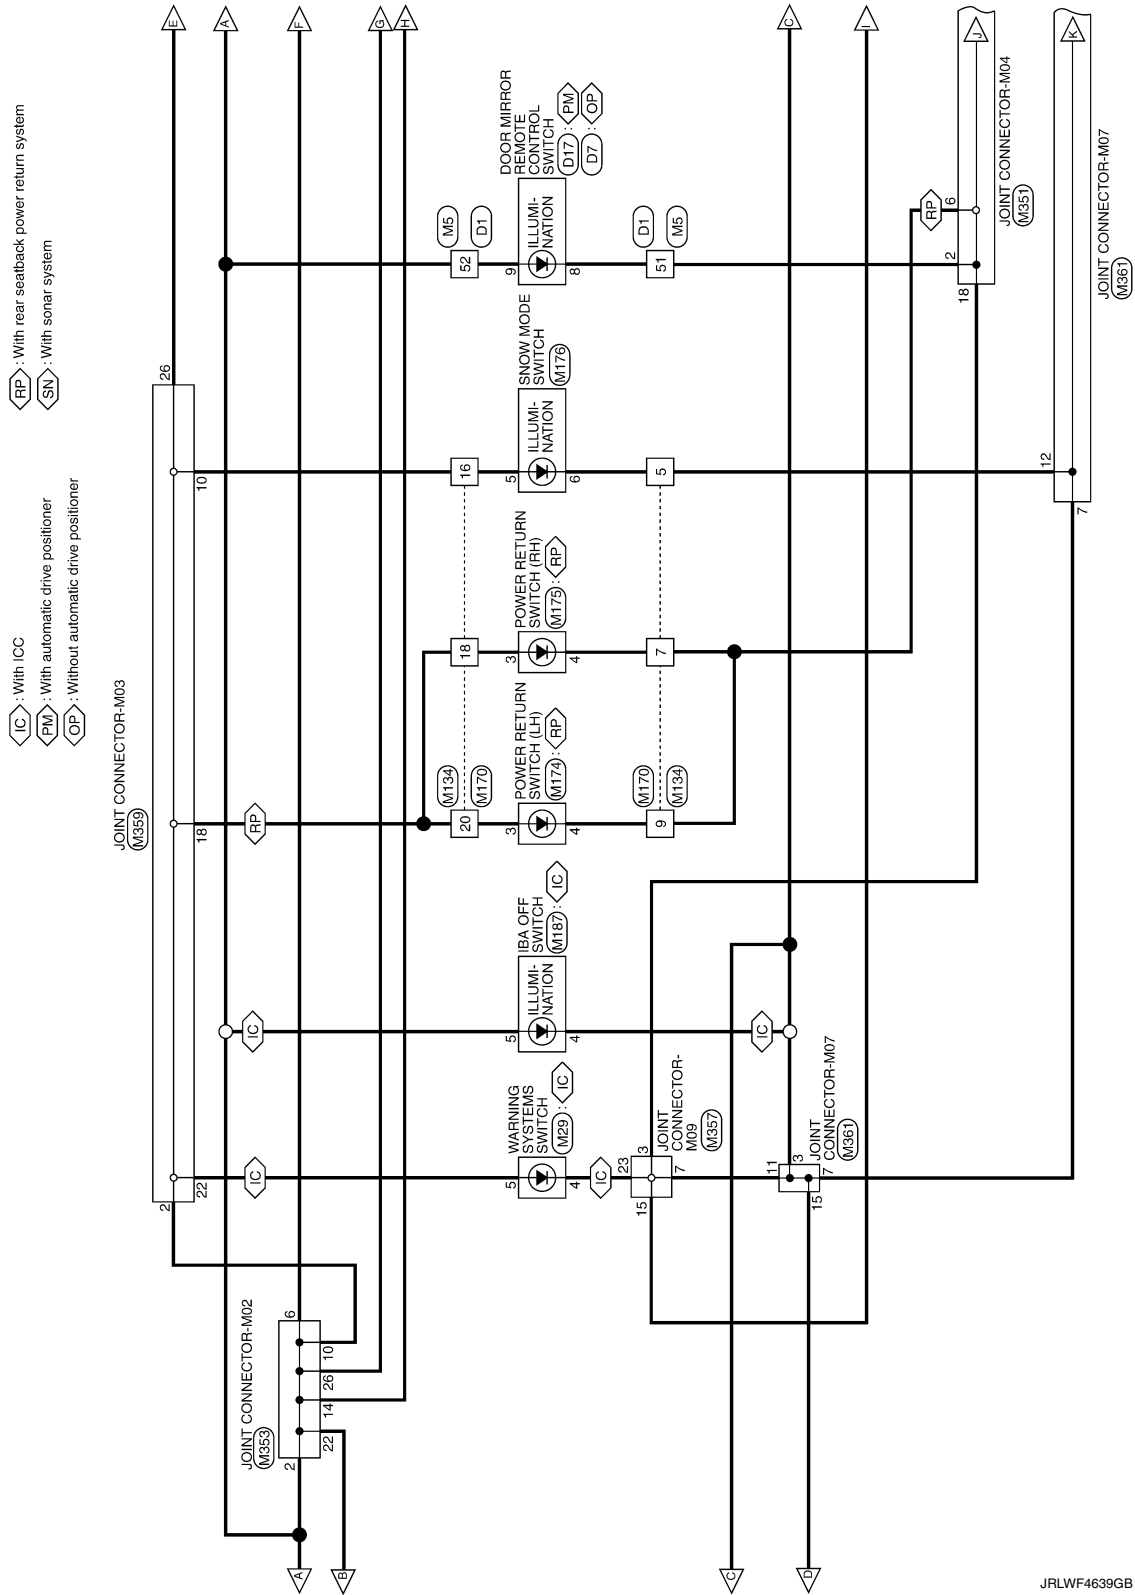 IC : With ICC
PM : With automatic drive positioner
OP : Without automatic drive positioner
RP : With rear seatback power return system
SN : With sonar system
A
B
C
D
JOINT CONNECTOR-M02
M353
2
6
22
14
26
10
JOINT CONNECTOR-M03
M359
2
26
22
18
10
IC
IC
RP
WARNING
SYSTEMS
SWITCH
M29 : IC
5
4
IC
IBA OFF
SWITCH
M187 : IC
ILLUMI-
NATION
5
4
IC
POWER RETURN
SWITCH (LH)
M174 : RP
3
4
M134
M170
20
M170
M134
9
POWER RETURN
SWITCH (RH)
M175 : RP
3
4
18
7
SNOW MODE
SWITCH
M176
ILLUMI-
NATION
5
6
16
5
DOOR MIRROR
REMOTE
CONTROL
SWITCH
D17 : PM
D7 : OP
ILLUMI-
NATION
9
8
M5
D1
52
D1
M5
51
JOINT
CONNECTOR-
M09
M357
23
3
15
7
JOINT
CONNECTOR-M07
M361
11
3
15
7
JOINT CONNECTOR-M04
M351
18
2
6
RP
JOINT CONNECTOR-M07
M361
7
12
E
A
F
G
H
C
I
J
K
JRLWF4639GB